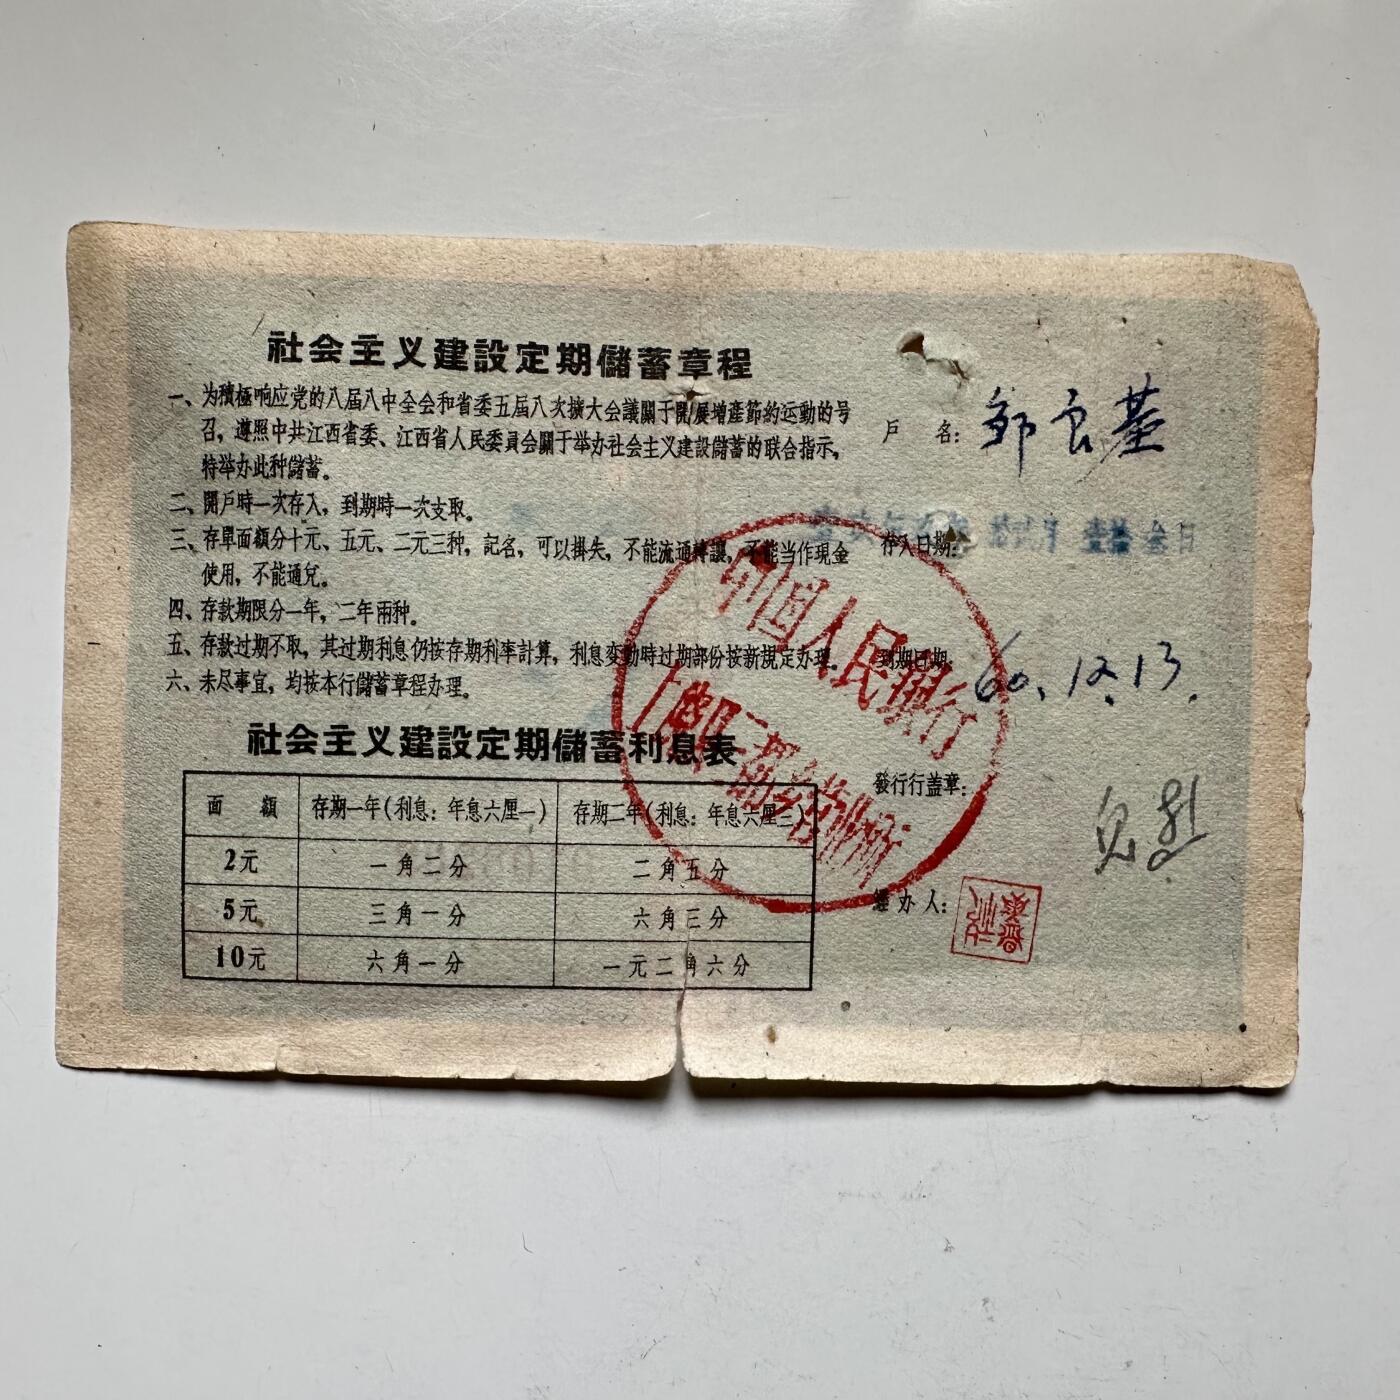 社会主义建設定期儲蓄章程
一、为積極响应党的八届八中全会和省委五届八次擴大会議關于開展增產節約运動的号
召，遵照中共江西省委、江西省人民委員会關于举办社会主义建設儲蓄的联合指示，
特举办此种儲蓄。
二、開戶時一次存入，到期時一次支取。
三、存單面額分十元、五元、二元三种，記名，可以掛失，不能流通轉讓，不能当作現金
使用，不能通兌。
四、存款期限分一年，二年兩种。
五、存款过期不取，其过期利息仍按存期利率計算，利息变動時过期部份按新規定办理。
六、未尽事宜，均按本行儲蓄章程办理。
社会主义建設定期儲蓄利息表
面 額 存期一年（利息：年息六厘一） 存期二年（利息：年息六厘三）
2元 一角二分 二角五分
5元 三角一分 六角三分
10元 六角一分 一元二角六分
戶 名：邹良基
存入日期：
到期日期：60.12.13.
發行行盖章：
經办人：
中国人民銀行